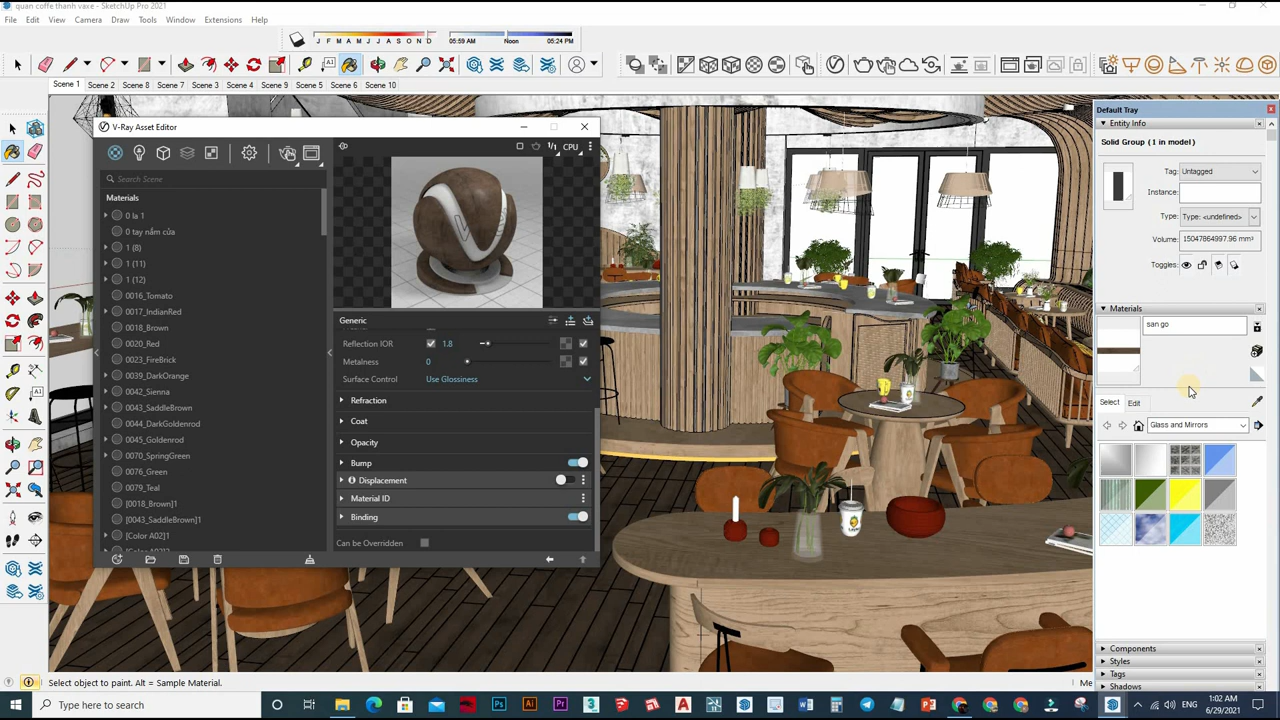 quan coffe thanh vaxe* - SketchUp Pro 2021
File Edit View Camera Draw Tools Window Extensions Help
J F M A M J J A S O N D
05:59 AM Noon 05:24 PM
Scene 1 Scene 2 Scene 8 Scene 7 Scene 3 Scene 4 Scene 9 Scene 5 Scene 6 Scene 10
V-Ray Asset Editor
CPU
Search Scene
Materials
0 la 1
0 tay nắm cửa
1 (8)
1 (11)
1 (12)
0016_Tomato
0017_IndianRed
0018_Brown
0020_Red
0023_FireBrick
0039_DarkOrange
0042_Sienna
0043_SaddleBrown
0044_DarkGoldenrod
0045_Goldenrod
0070_SpringGreen
0076_Green
0079_Teal
[0018_Brown]1
[0043_SaddleBrown]1
[Color A02]1
Generic
Reflection IOR 1.8
Metalness 0
Surface Control Use Glossiness
Refraction
Coat
Opacity
Bump
Displacement
Material ID
Binding
Can be Overridden
Default Tray
Entity Info
Solid Group (1 in model)
Tag: Untagged
Instance:
Type: Type: <undefined>
Volume: 15047864997.96 mm³
Toggles:
Materials
san go
Select Edit
Glass and Mirrors
Components
Styles
Tags
Shadows
Select object to paint. Alt = Sample Material.
Me
Type here to search
ENG
1:02 AM
6/29/2021